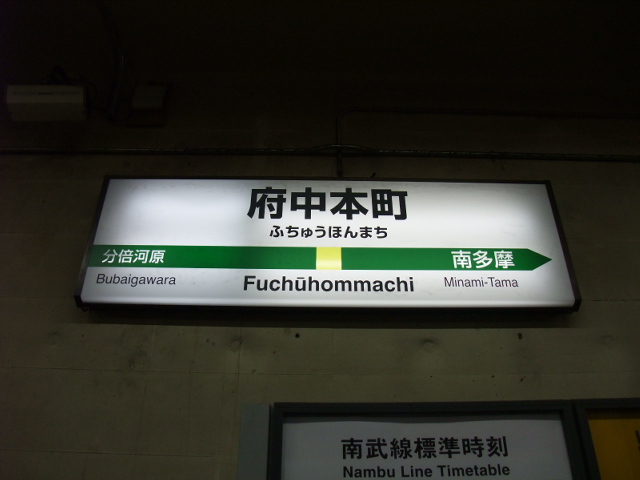 府中本町
ふちゅうほんまち
分倍河原 南多摩
Bubaigawara Fuchūhommachi Minami-Tama
南武線標準時刻
Nambu Line Timetable